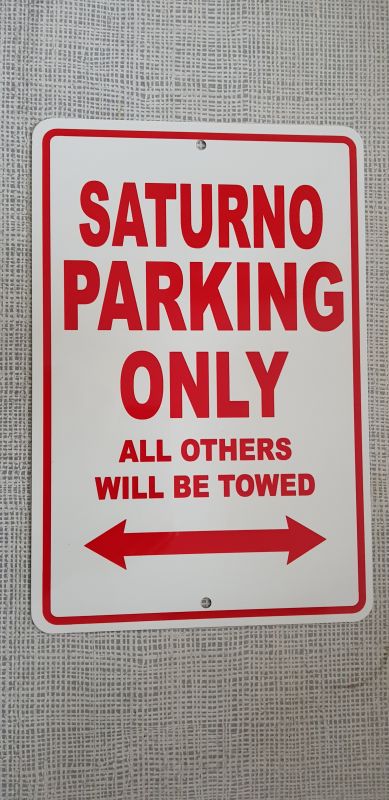 SATURNO
PARKING
ONLY
ALL OTHERS
WILL BE TOWED